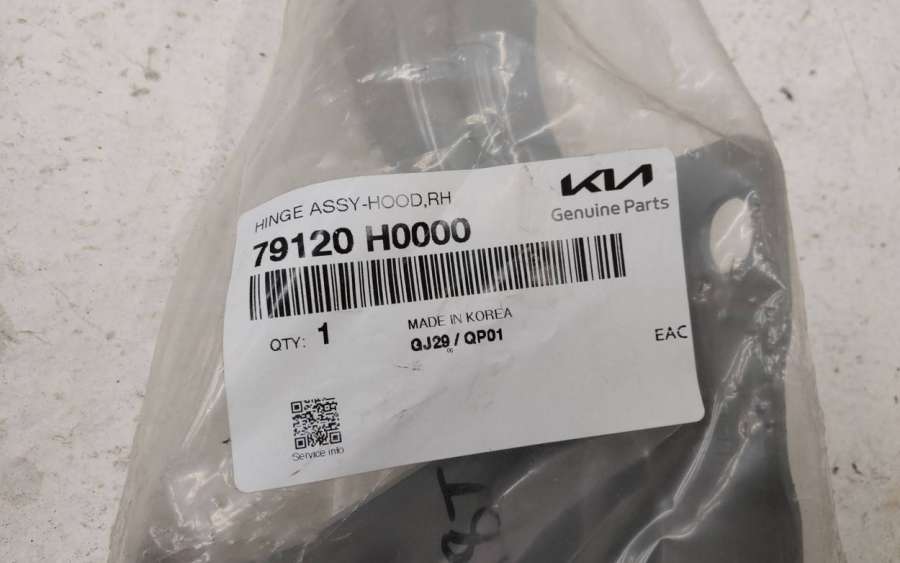 HINGE ASSY-HOOD,RH
KIA
Genuine Parts
79120 H0000
MADE IN KOREA
QTY: 1
GJ29 / QP01
EAC
Service info